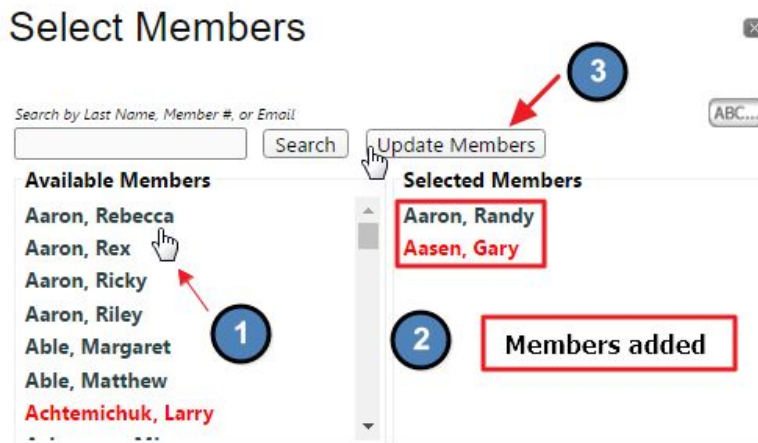 Select Members
3
Search by Last Name, Member #, or Email
ABC...
Search
Update Members
Available Members
Selected Members
Aaron, Rebecca
Aaron, Randy
Aaron, Rex
Aasen, Gary
Aaron, Ricky
Aaron, Riley
1
2
Members added
Able, Margaret
Able, Matthew
Achtemichuk, Larry